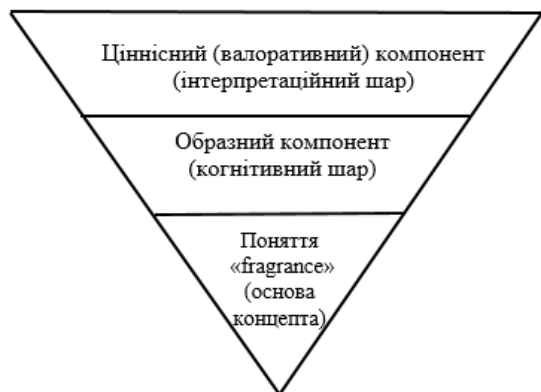 Ціннісний (валоративний) компонент
(інтерпретаційний шар)
Образний компонент
(когнітивний шар)
Поняття
«fragrance»
(основа
концепта)